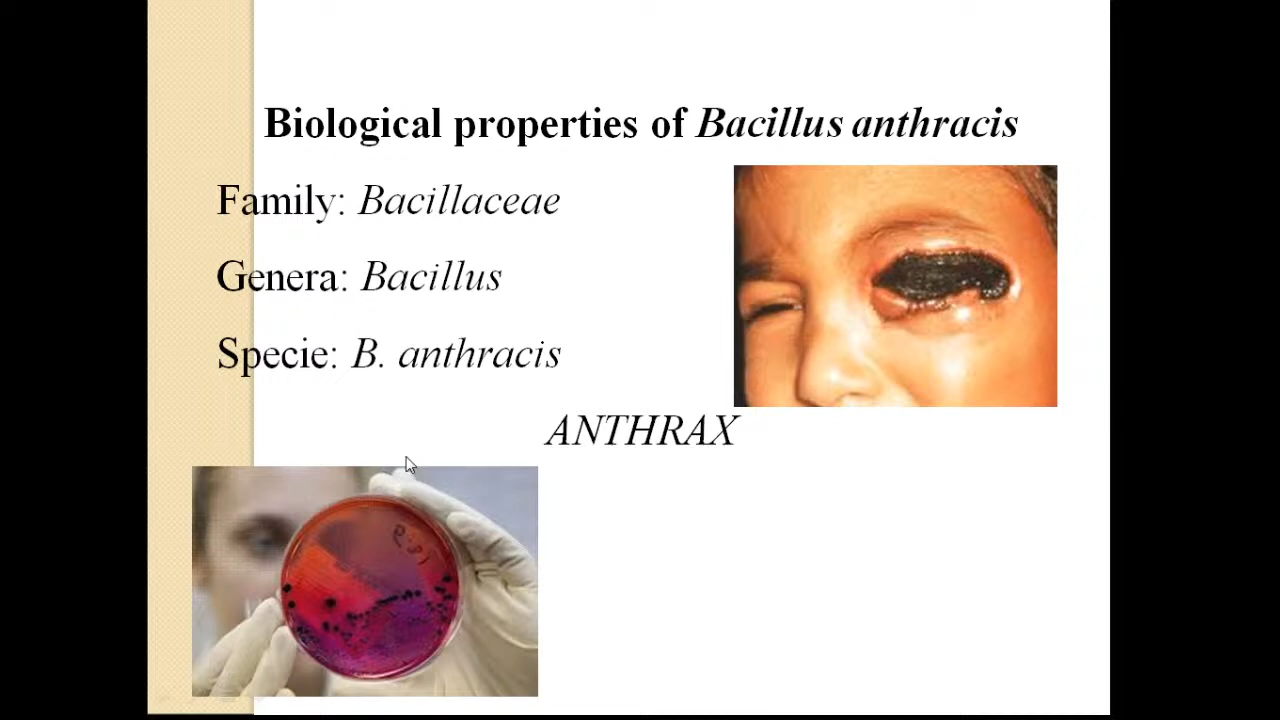 Biological properties of Bacillus anthracis
Family: Bacillaceae
Genera: Bacillus
Specie: B. anthracis
ANTHRAX